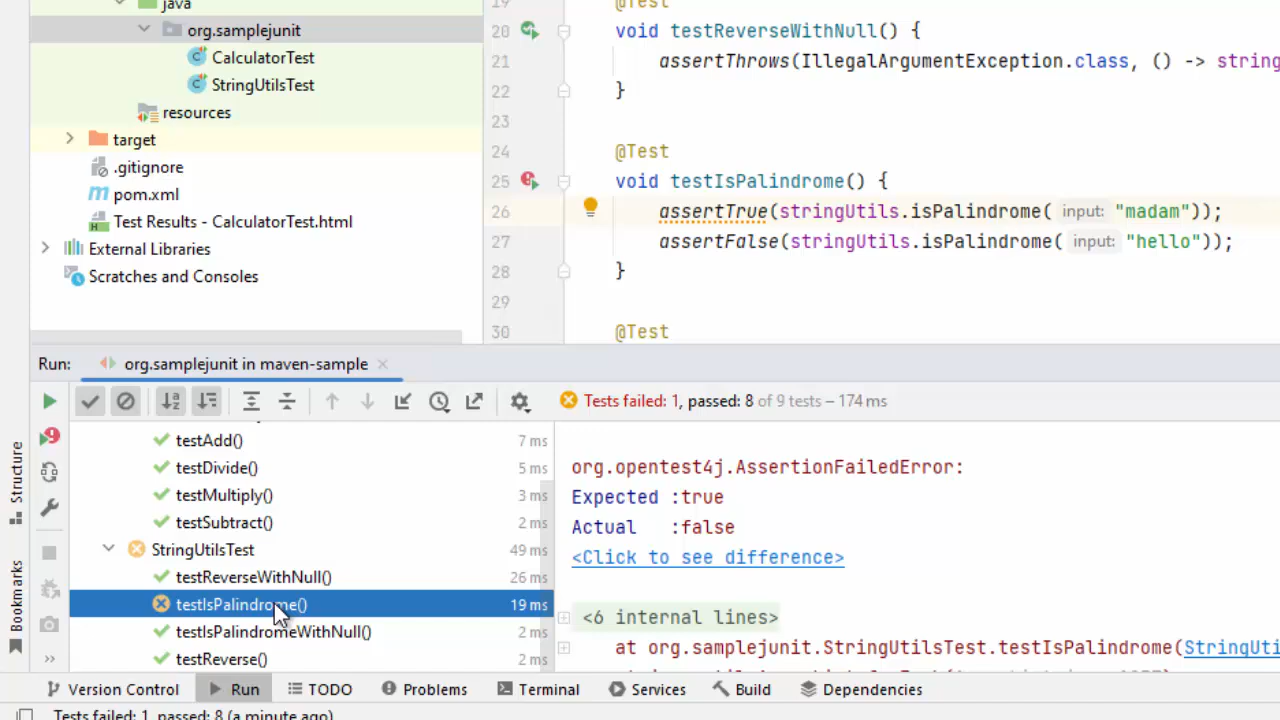 java
org.samplejunit
CalculatorTest
StringUtilsTest
resources
target
.gitignore
pom.xml
Test Results - CalculatorTest.html
External Libraries
Scratches and Consoles
19 @Test
20 void testReverseWithNull() {
21 assertThrows(IllegalArgumentException.class, () -> string
22 }
23
24 @Test
25 void testIsPalindrome() {
26 assertTrue(stringUtils.isPalindrome( input: "madam"));
27 assertFalse(stringUtils.isPalindrome( input: "hello"));
28 }
29
30 @Test
Run: org.samplejunit in maven-sample
Tests failed: 1, passed: 8 of 9 tests – 174 ms
testAdd() 7 ms
testDivide() 5 ms
testMultiply() 3 ms
testSubtract() 2 ms
StringUtilsTest 49 ms
testReverseWithNull() 26 ms
testIsPalindrome() 19 ms
testIsPalindromeWithNull() 2 ms
testReverse() 2 ms
org.opentest4j.AssertionFailedError:
Expected :true
Actual :false
<Click to see difference>
<6 internal lines>
at org.samplejunit.StringUtilsTest.testIsPalindrome(StringUti
Structure
Bookmarks
9
Version Control Run TODO Problems Terminal Services Build Dependencies
Tests failed: 1, passed: 8 (a minute ago)